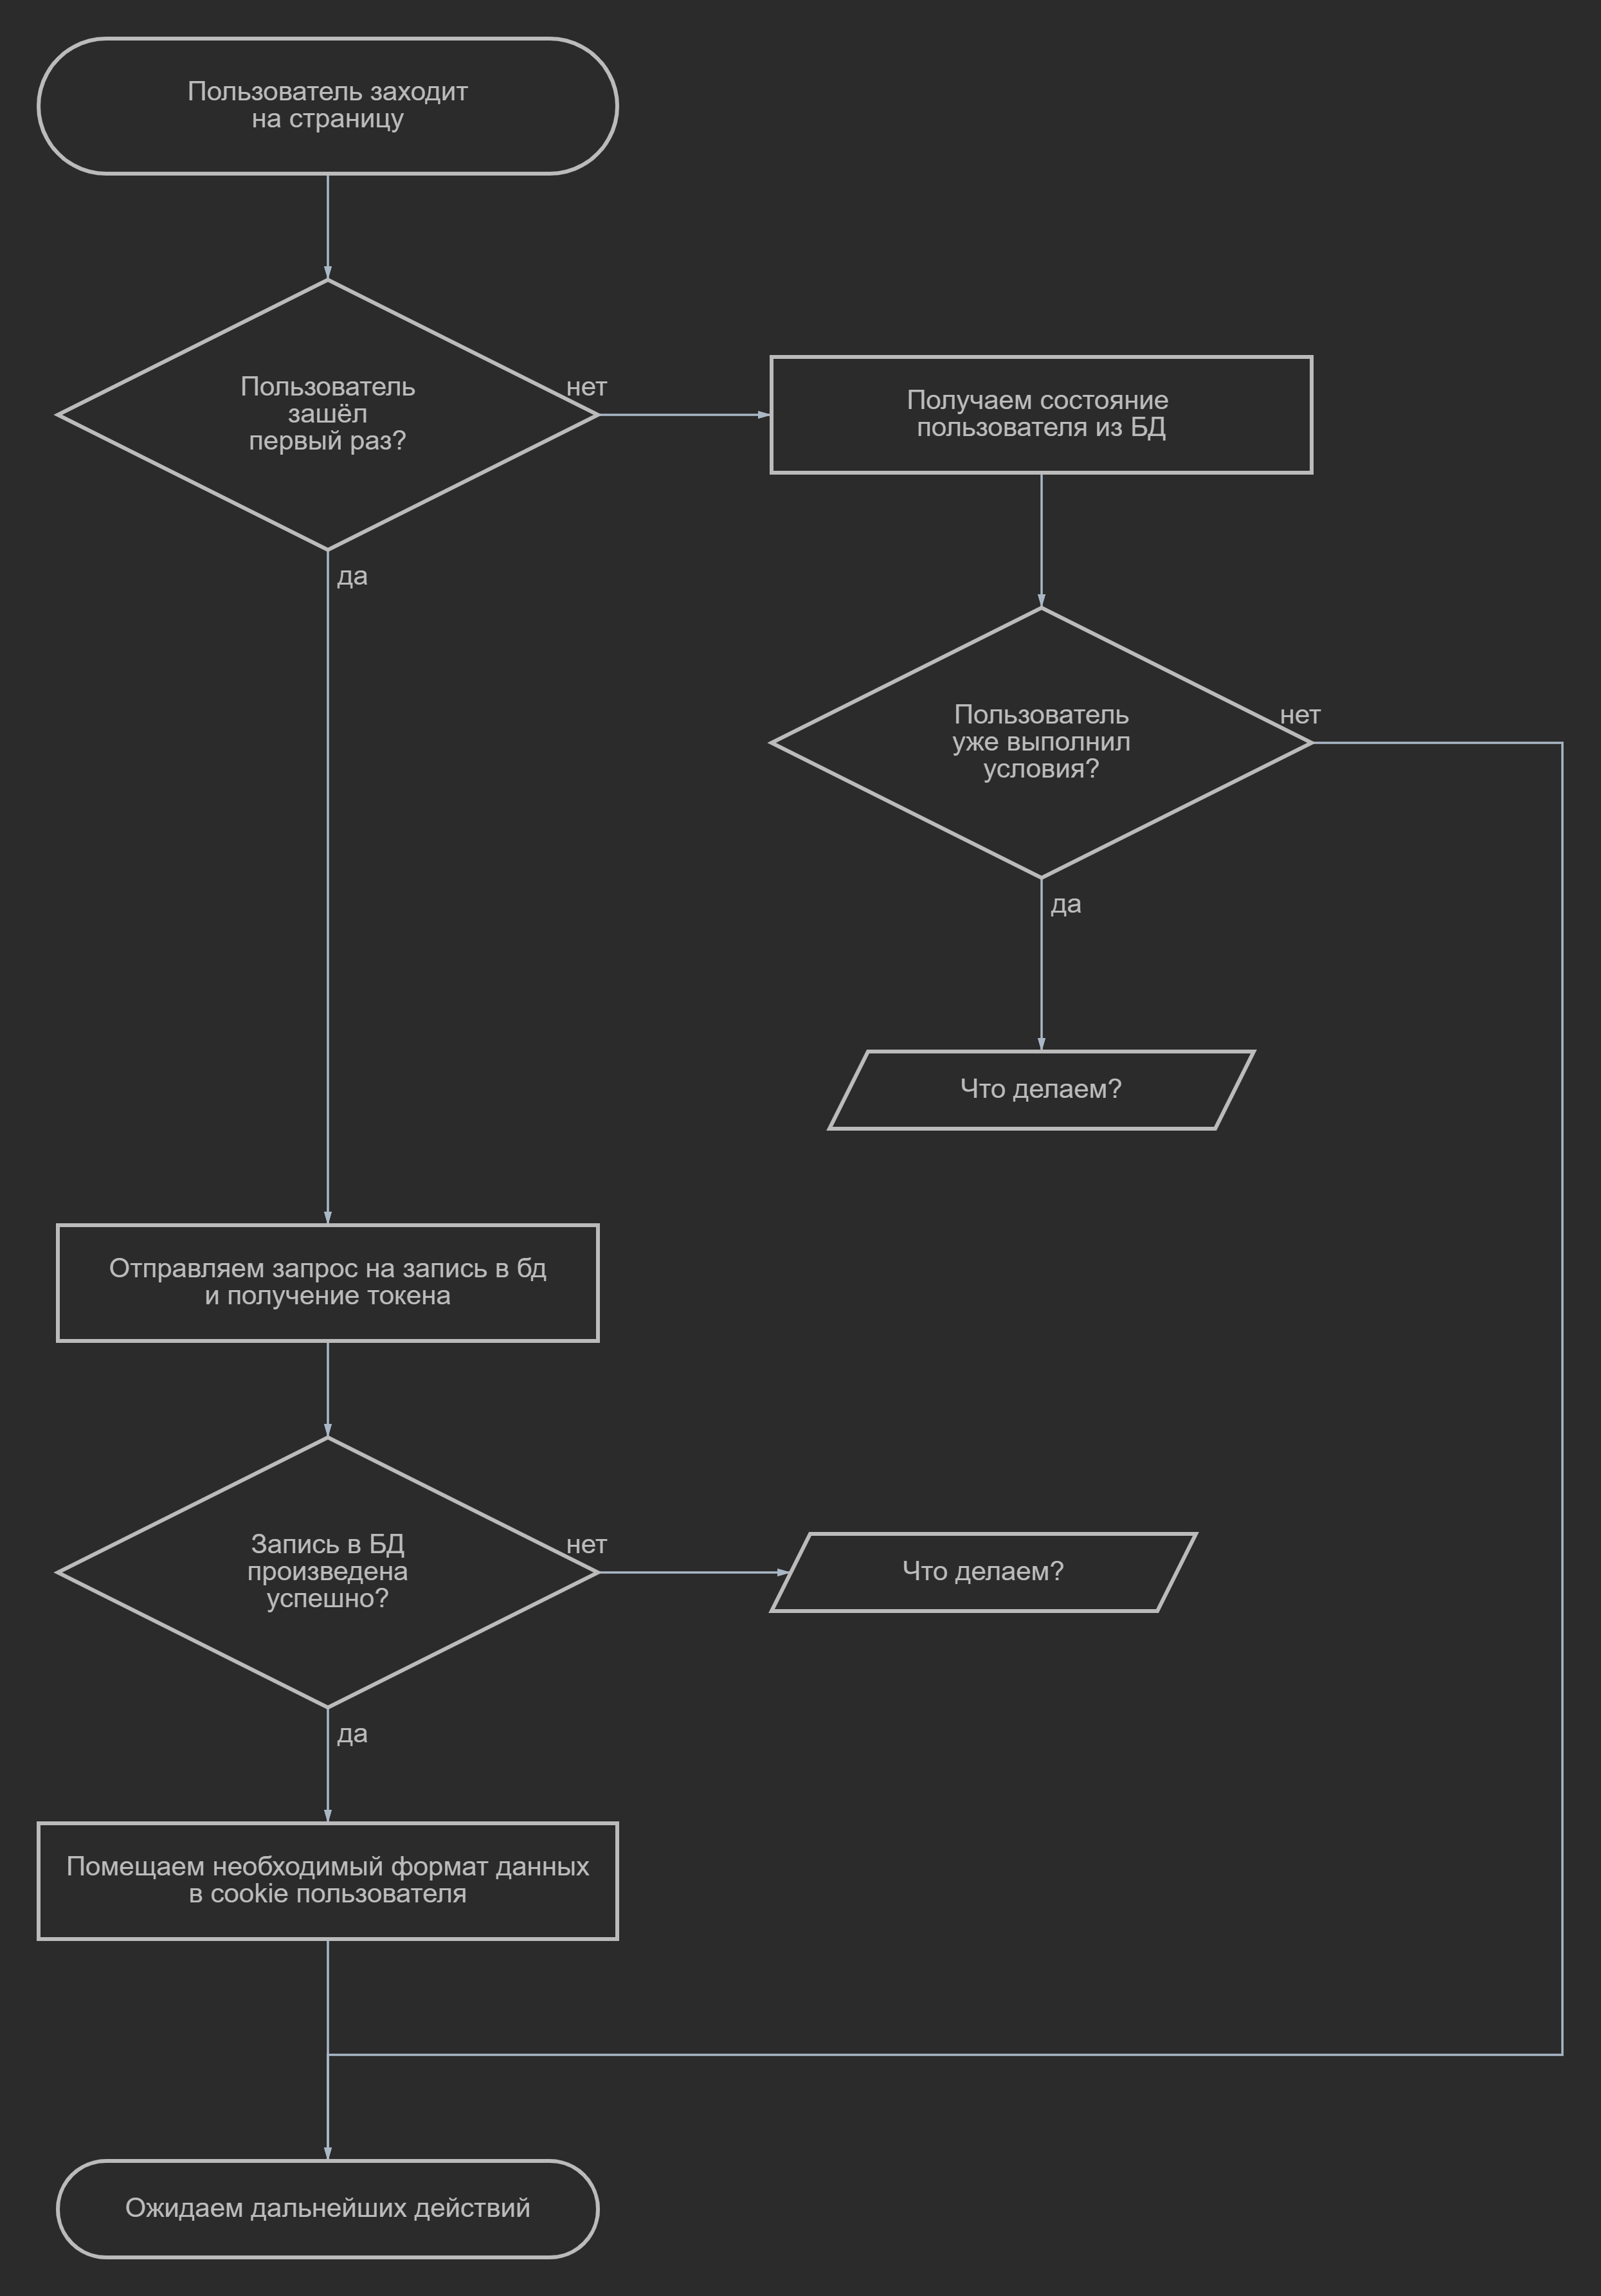 Пользователь заходит
на страницу
Пользователь
зашёл
первый раз?
нет
Получаем состояние
пользователя из БД
да
Пользователь
уже выполнил
условия?
нет
да
Что делаем?
Отправляем запрос на запись в бд
и получение токена
Запись в БД
произведена
успешно?
нет
Что делаем?
да
Помещаем необходимый формат данных
в cookie пользователя
Ожидаем дальнейших действий